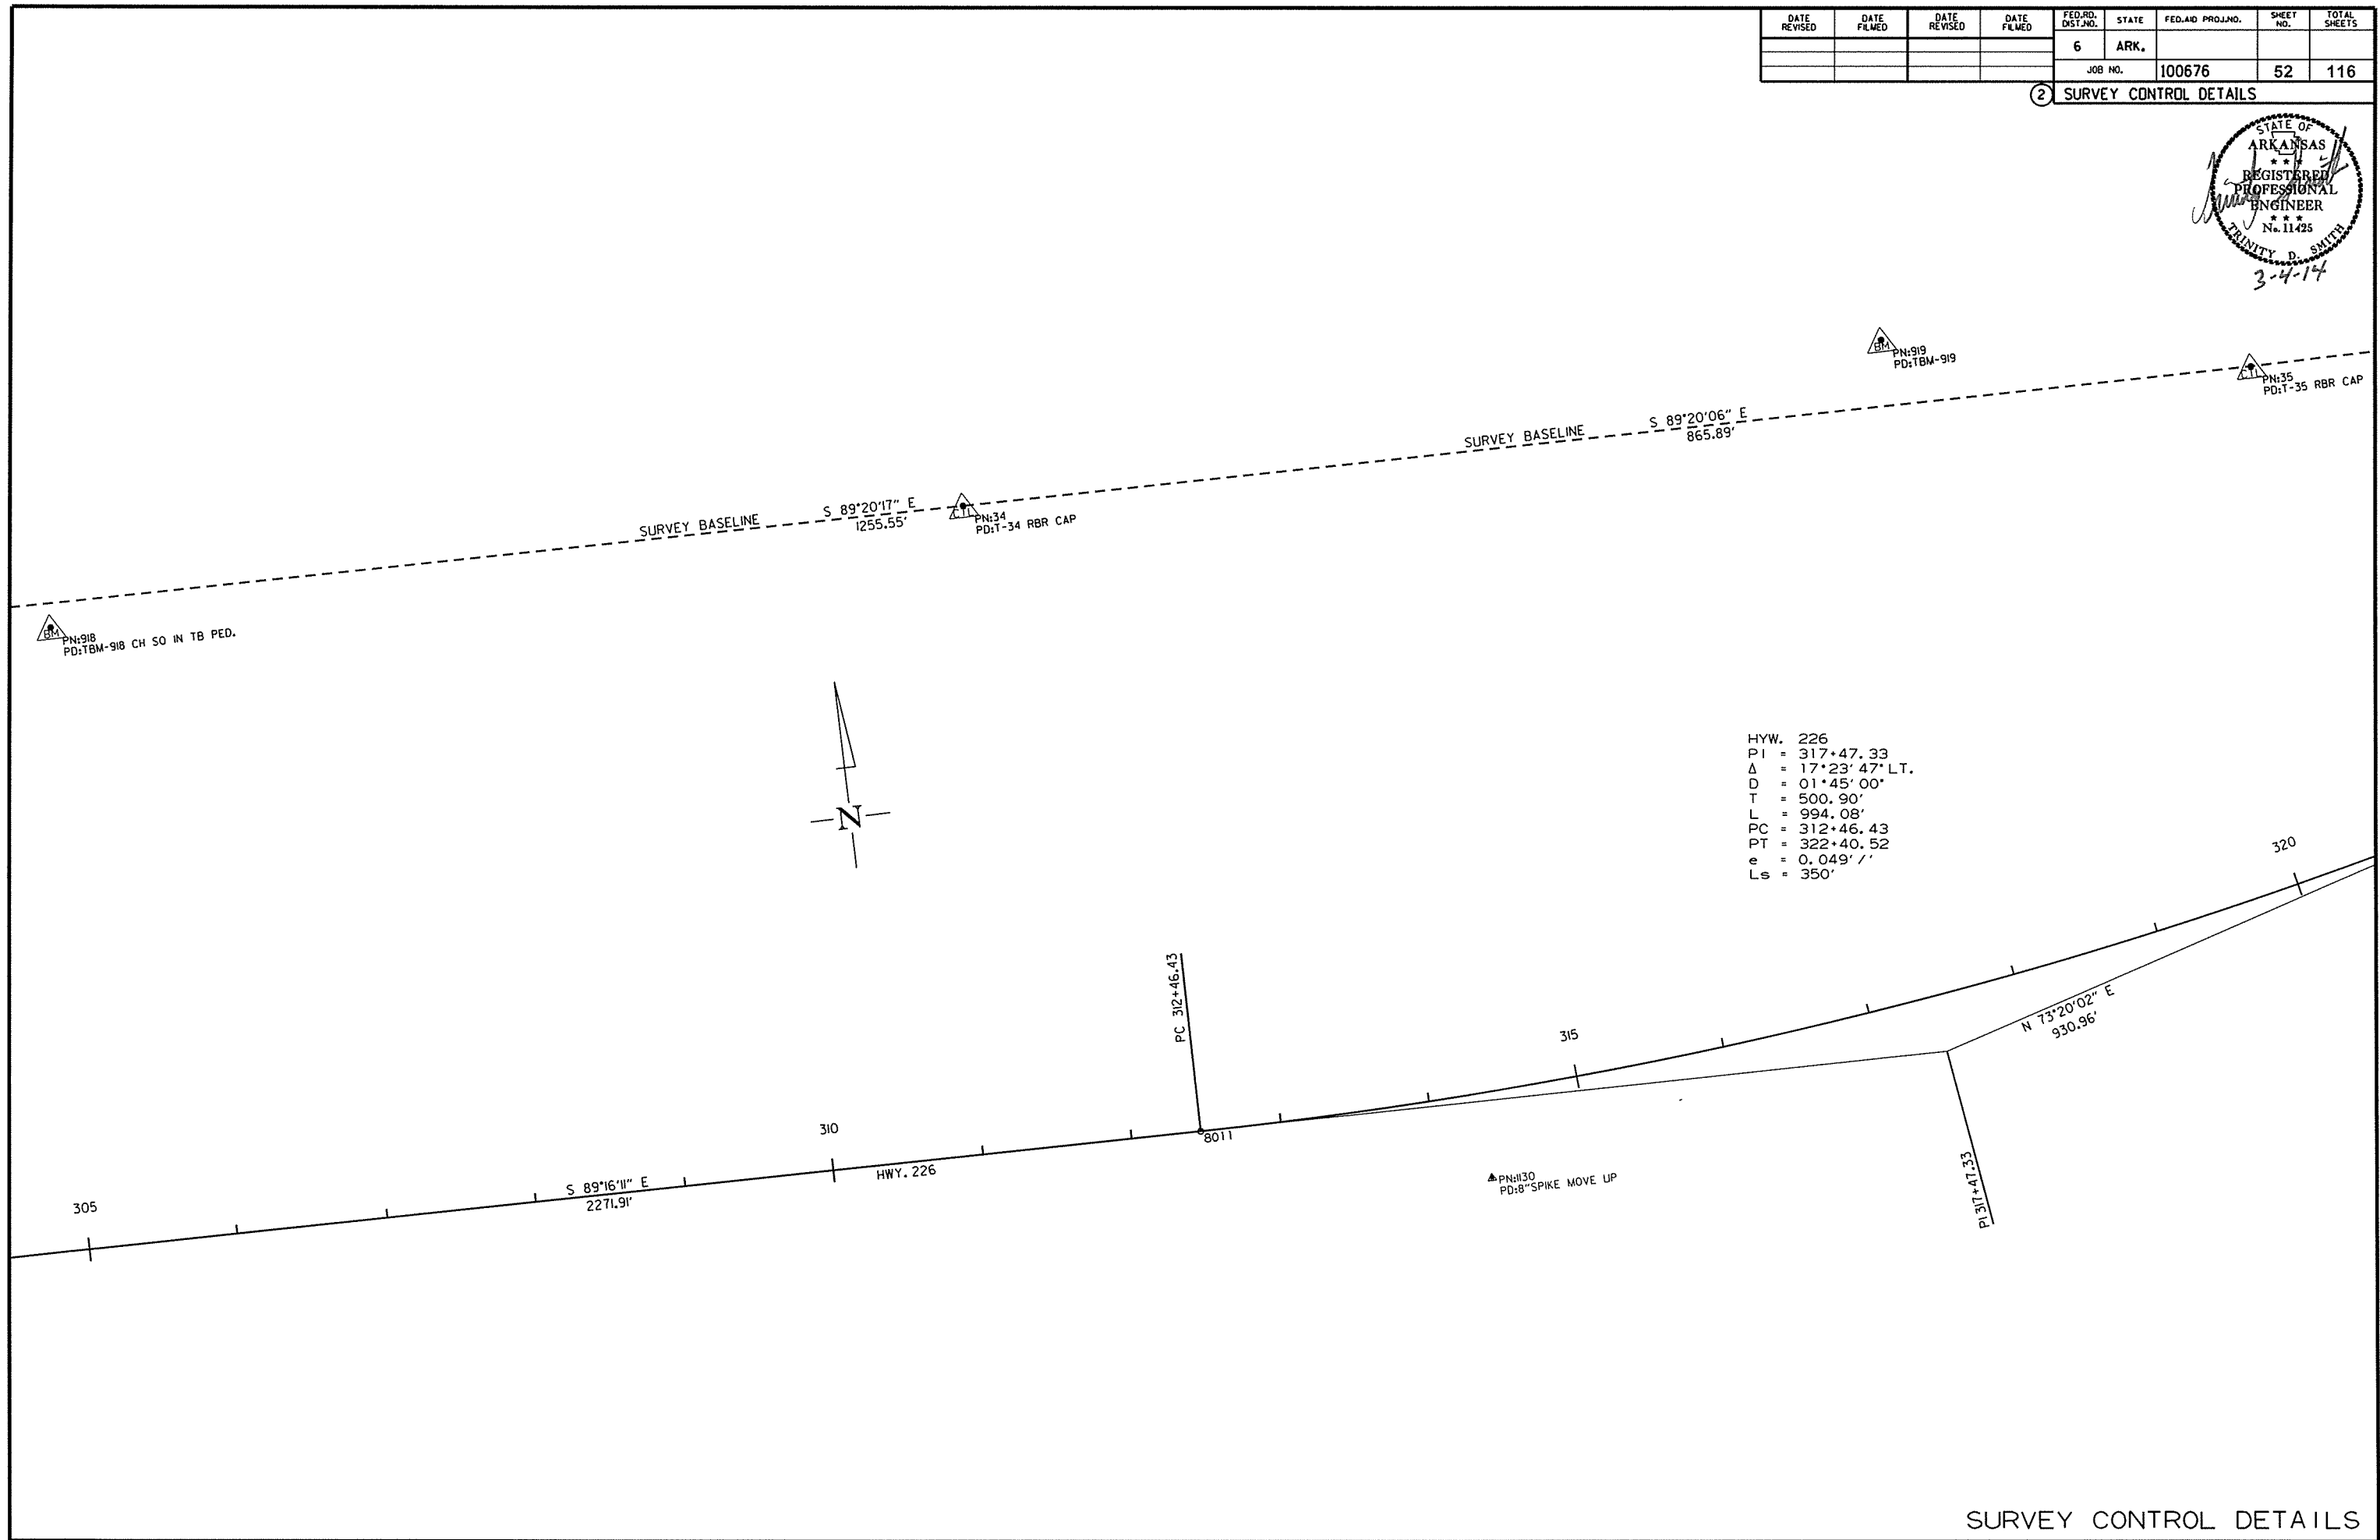 DATE REVISED
DATE FILMED
DATE REVISED
DATE FILMED
FED.RD. DIST.NO.
STATE
FED.AID PROJ.NO.
SHEET NO.
TOTAL SHEETS
6 ARK.
JOB NO. 100676 52 116
2 SURVEY CONTROL DETAILS
STATE OF
ARKANSAS
★ ★ ★
REGISTERED
PROFESSIONAL
ENGINEER
★ ★ ★
No. 11425
TRINITY D. SMITH
3-4-14
BM
PN:919
PD:TBM-919
CTL
PN:35
PD:T-35 RBR CAP
SURVEY BASELINE
S 89°20'06" E
865.89'
SURVEY BASELINE
S 89°20'17" E
1255.55'
CTL
PN:34
PD:T-34 RBR CAP
BM
PN:918
PD:TBM-918 CH SQ IN TB PED.
N
HYW. 226
PI = 317+47.33
Δ = 17°23'47" LT.
D = 01°45'00"
T = 500.90'
L = 994.08'
PC = 312+46.43
PT = 322+40.52
e = 0.049'/'
Ls = 350'
320
PC 312+46.43
315
N 73°20'02" E
930.96'
310
8011
HWY. 226
PN:1130
PD:8"SPIKE MOVE UP
PI 317+47.33
S 89°16'11" E
2271.91'
305
SURVEY CONTROL DETAILS